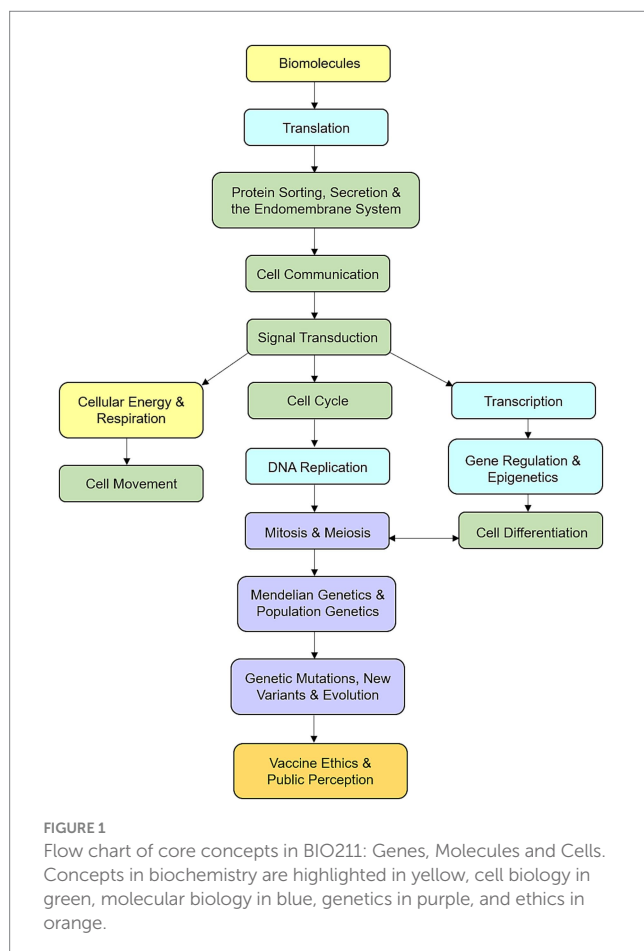 Biomolecules
Translation
Protein Sorting, Secretion &
the Endomembrane System
Cell Communication
Signal Transduction
Cellular Energy &
Respiration
Cell Cycle
Transcription
Cell Movement
DNA Replication
Gene Regulation &
Epigenetics
Mitosis & Meiosis
Cell Differentiation
Mendelian Genetics &
Population Genetics
Genetic Mutations, New
Variants & Evolution
Vaccine Ethics &
Public Perception
FIGURE 1
Flow chart of core concepts in BIO211: Genes, Molecules and Cells.
Concepts in biochemistry are highlighted in yellow, cell biology in
green, molecular biology in blue, genetics in purple, and ethics in
orange.